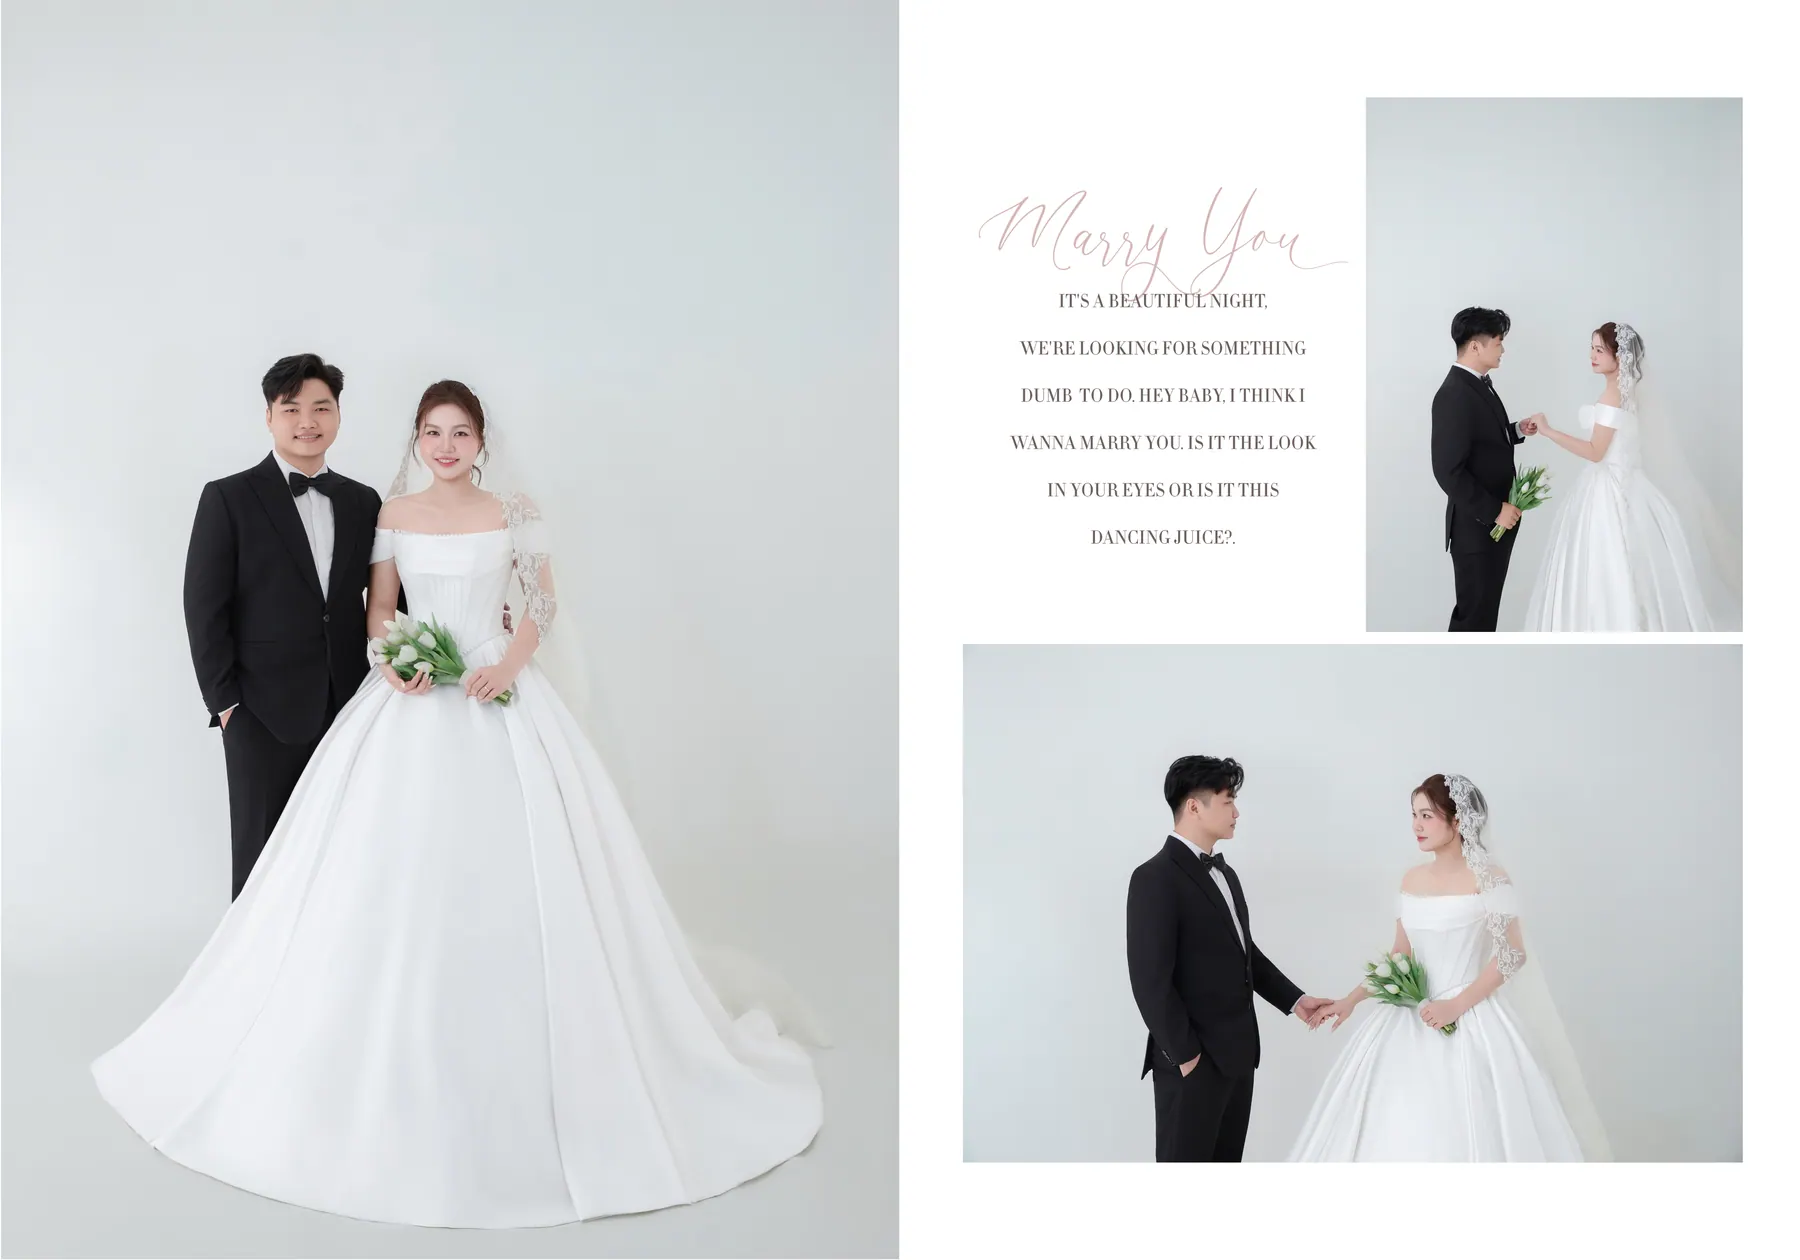 Marry You
IT'S A BEAUTIFUL NIGHT,
WE'RE LOOKING FOR SOMETHING
DUMB TO DO. HEY BABY, I THINK I
WANNA MARRY YOU. IS IT THE LOOK
IN YOUR EYES OR IS IT THIS
DANCING JUICE?.